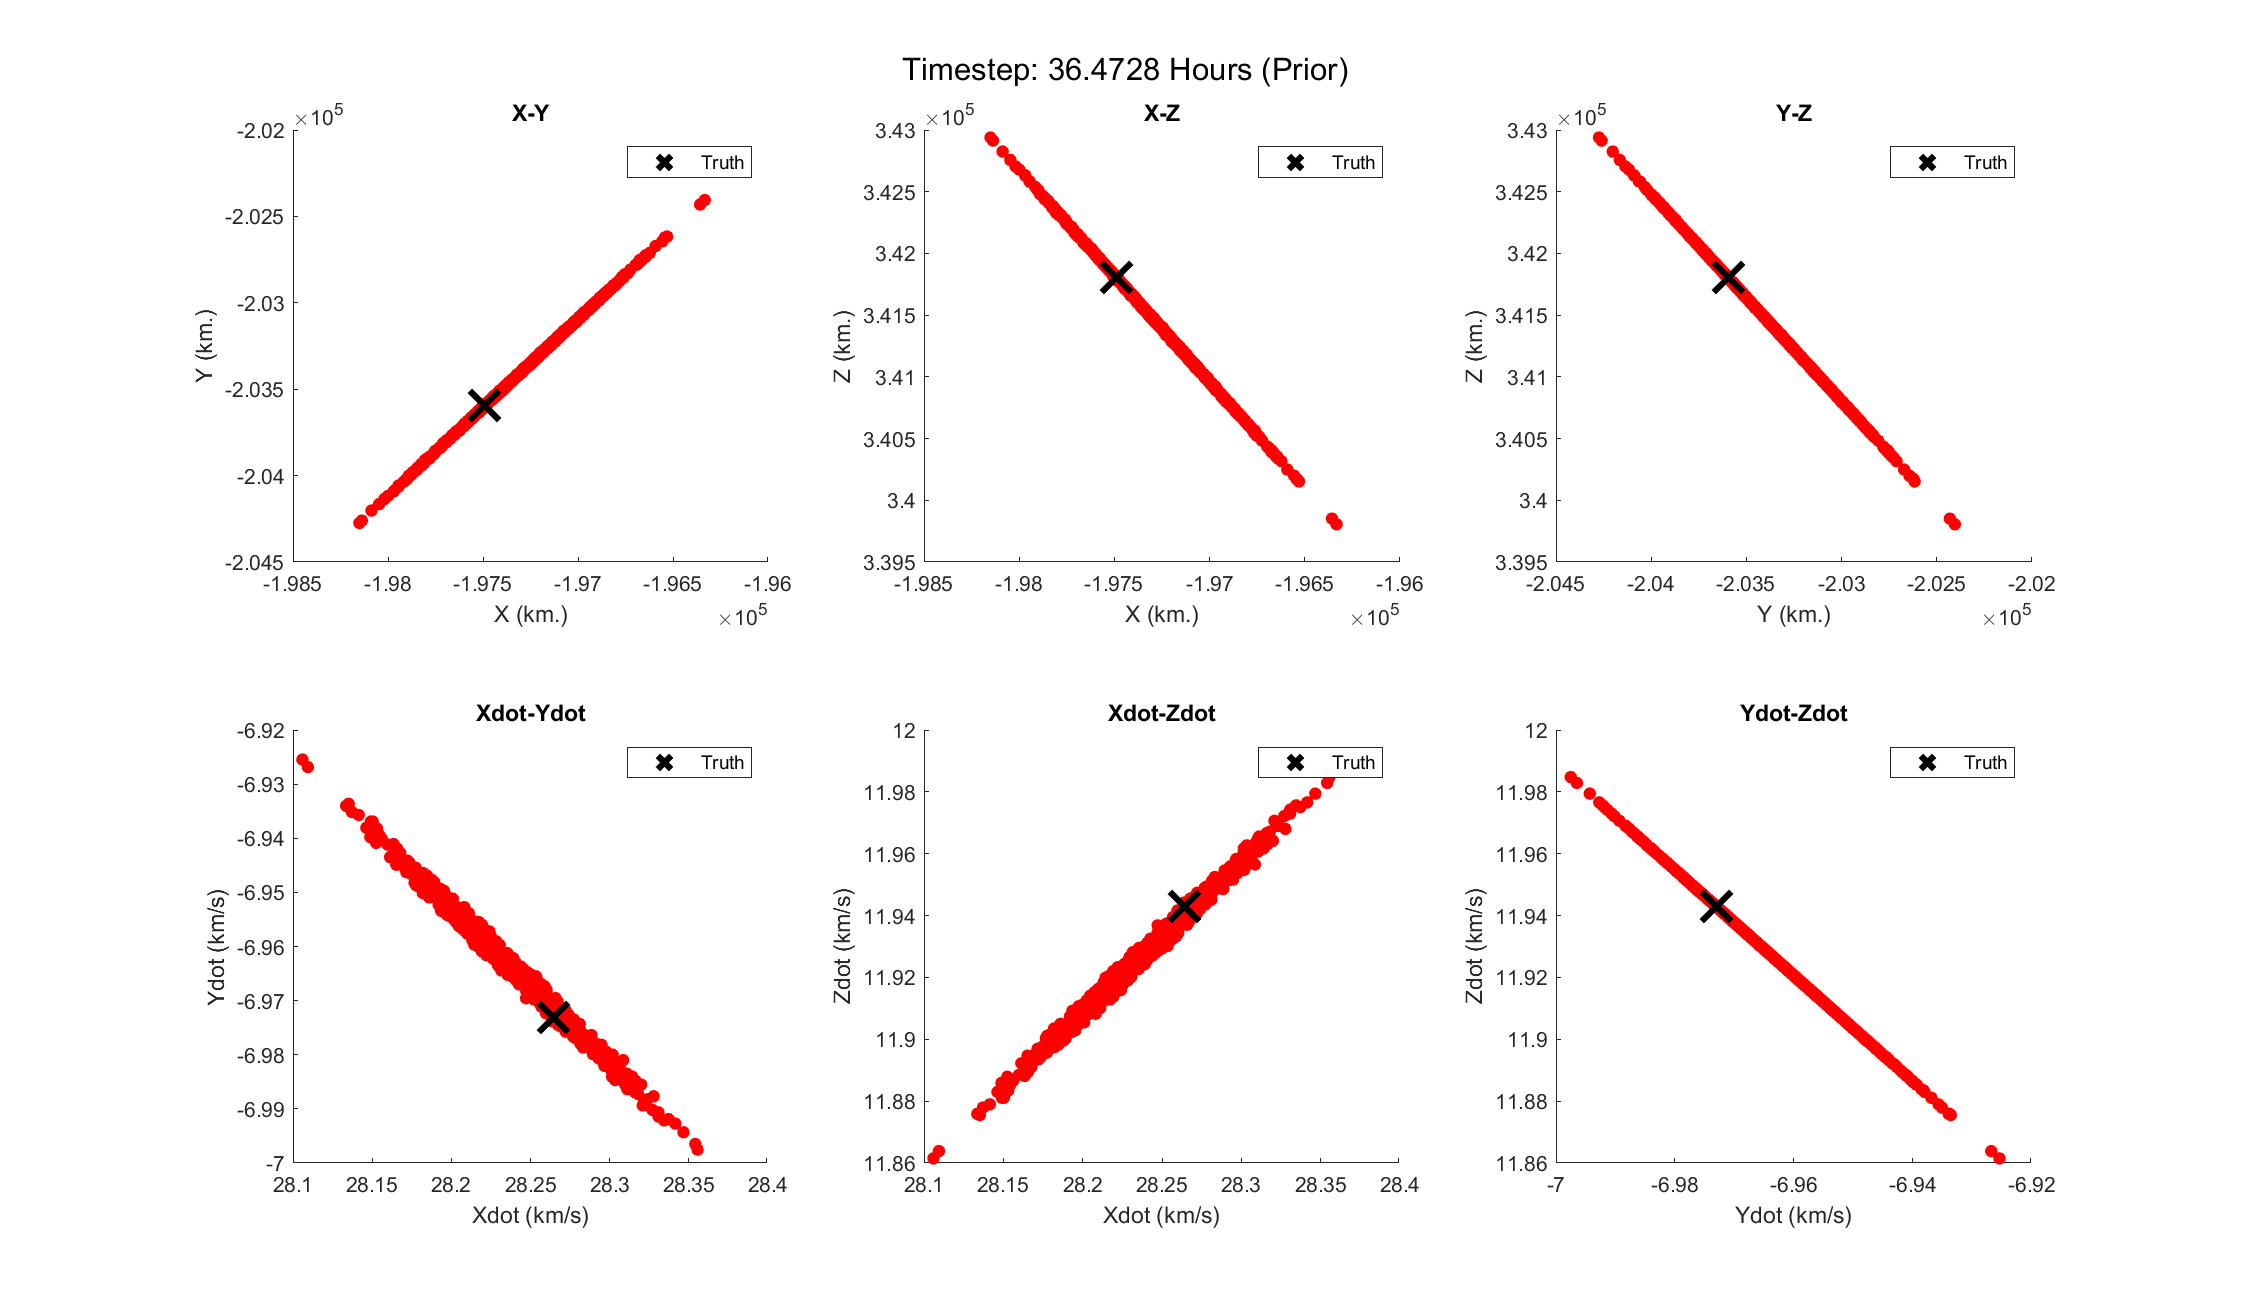 Timestep: 36.4728 Hours (Prior)
X-Y
×10^5
-2.02
-2.025
-2.03
-2.035
-2.04
-2.045
Y (km.)
Truth
-1.985 -1.98 -1.975 -1.97 -1.965 -1.96
X (km.)
×10^5
X-Z
×10^5
3.43
3.425
3.42
3.415
3.41
3.405
3.4
3.395
Z (km.)
Truth
-1.985 -1.98 -1.975 -1.97 -1.965 -1.96
X (km.)
×10^5
Y-Z
×10^5
3.43
3.425
3.42
3.415
3.41
3.405
3.4
3.395
Z (km.)
Truth
-2.045 -2.04 -2.035 -2.03 -2.025 -2.02
Y (km.)
×10^5
Xdot-Ydot
-6.92
-6.93
-6.94
-6.95
-6.96
-6.97
-6.98
-6.99
-7
Ydot (km/s)
Truth
28.1 28.15 28.2 28.25 28.3 28.35 28.4
Xdot (km/s)
Xdot-Zdot
12
11.98
11.96
11.94
11.92
11.9
11.88
11.86
Zdot (km/s)
Truth
28.1 28.15 28.2 28.25 28.3 28.35 28.4
Xdot (km/s)
Ydot-Zdot
12
11.98
11.96
11.94
11.92
11.9
11.88
11.86
Zdot (km/s)
Truth
-7 -6.98 -6.96 -6.94 -6.92
Ydot (km/s)